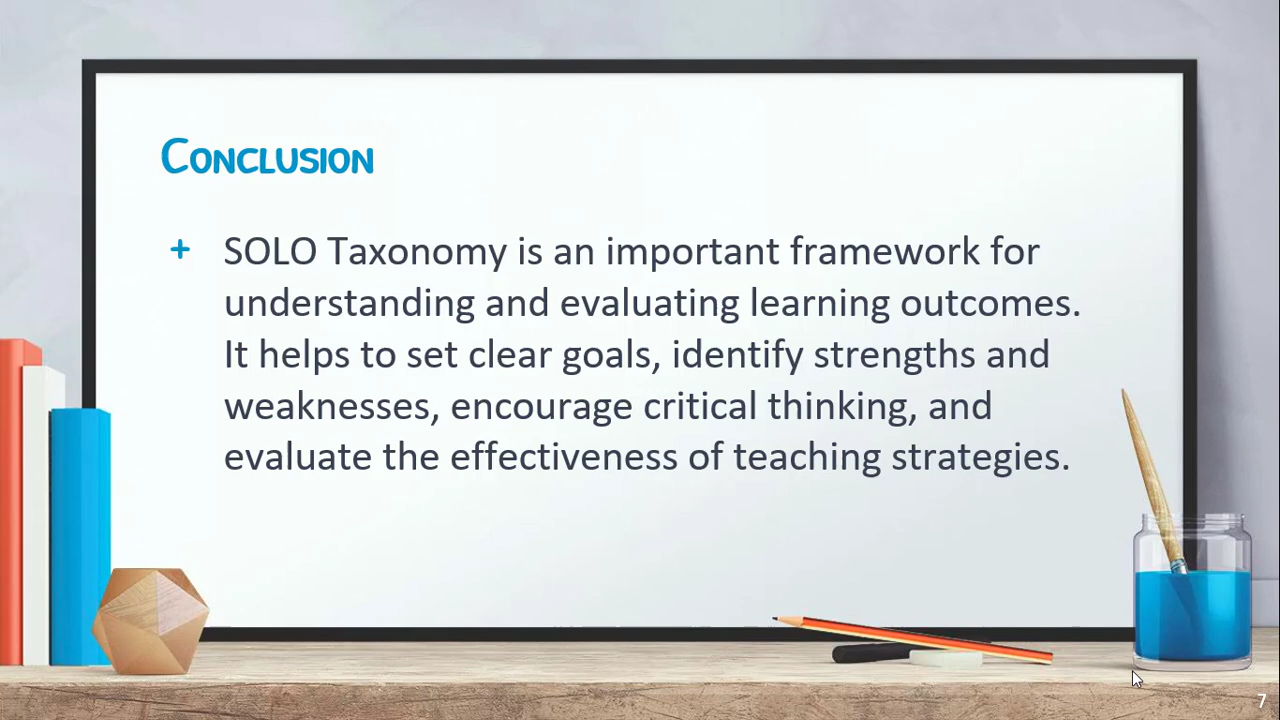 Conclusion
+ SOLO Taxonomy is an important framework for
understanding and evaluating learning outcomes.
It helps to set clear goals, identify strengths and
weaknesses, encourage critical thinking, and
evaluate the effectiveness of teaching strategies.
7